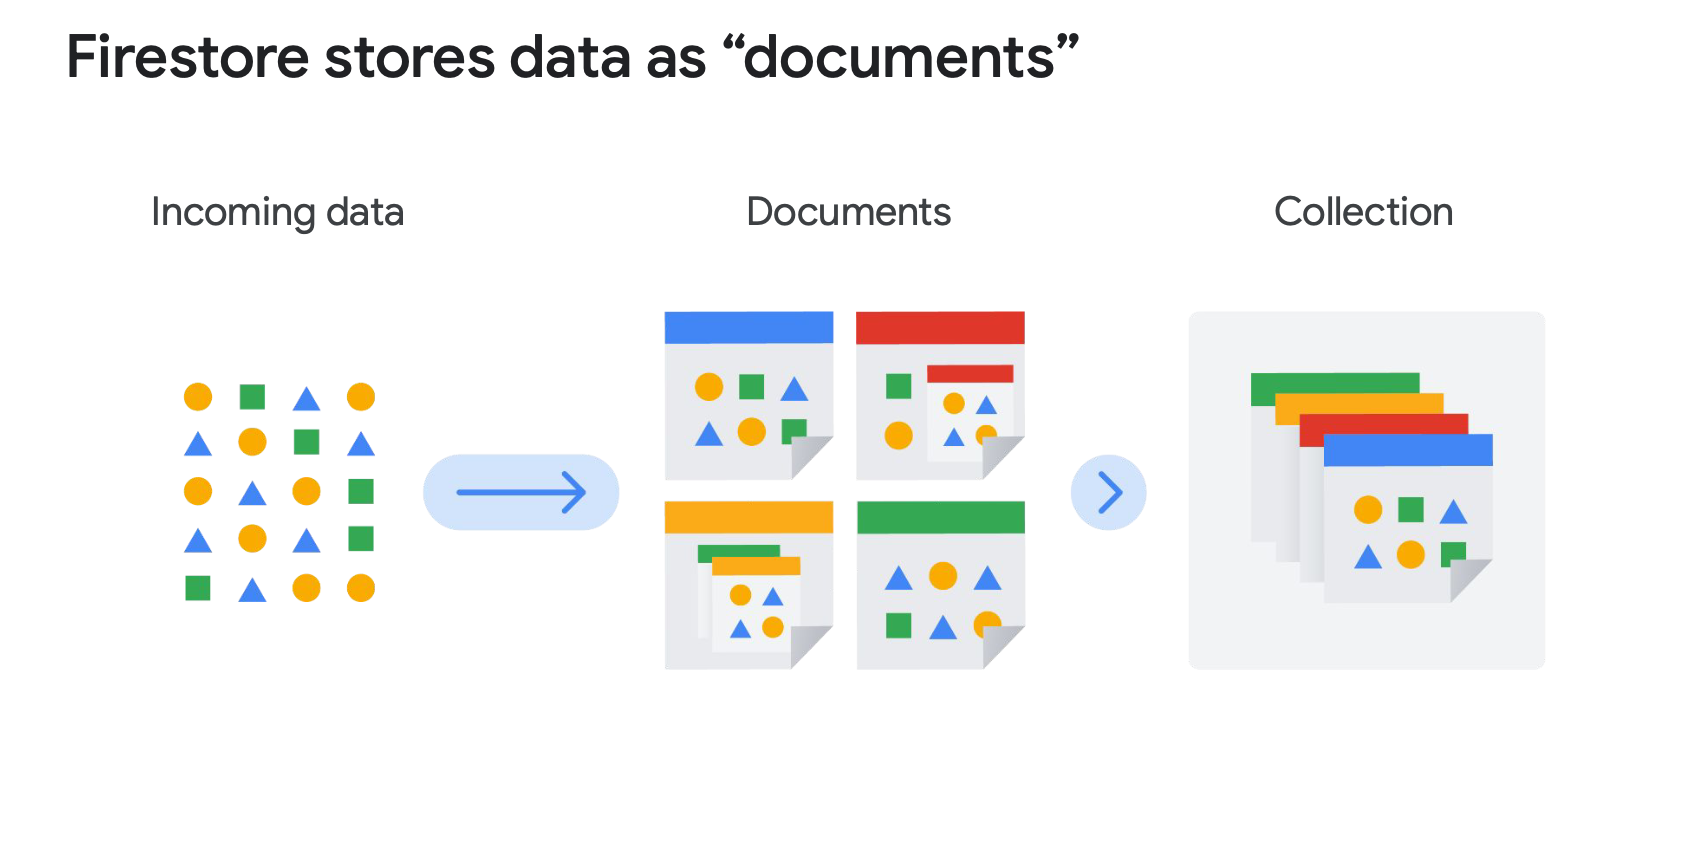 Firestore stores data as “documents”
Incoming data
Documents
Collection